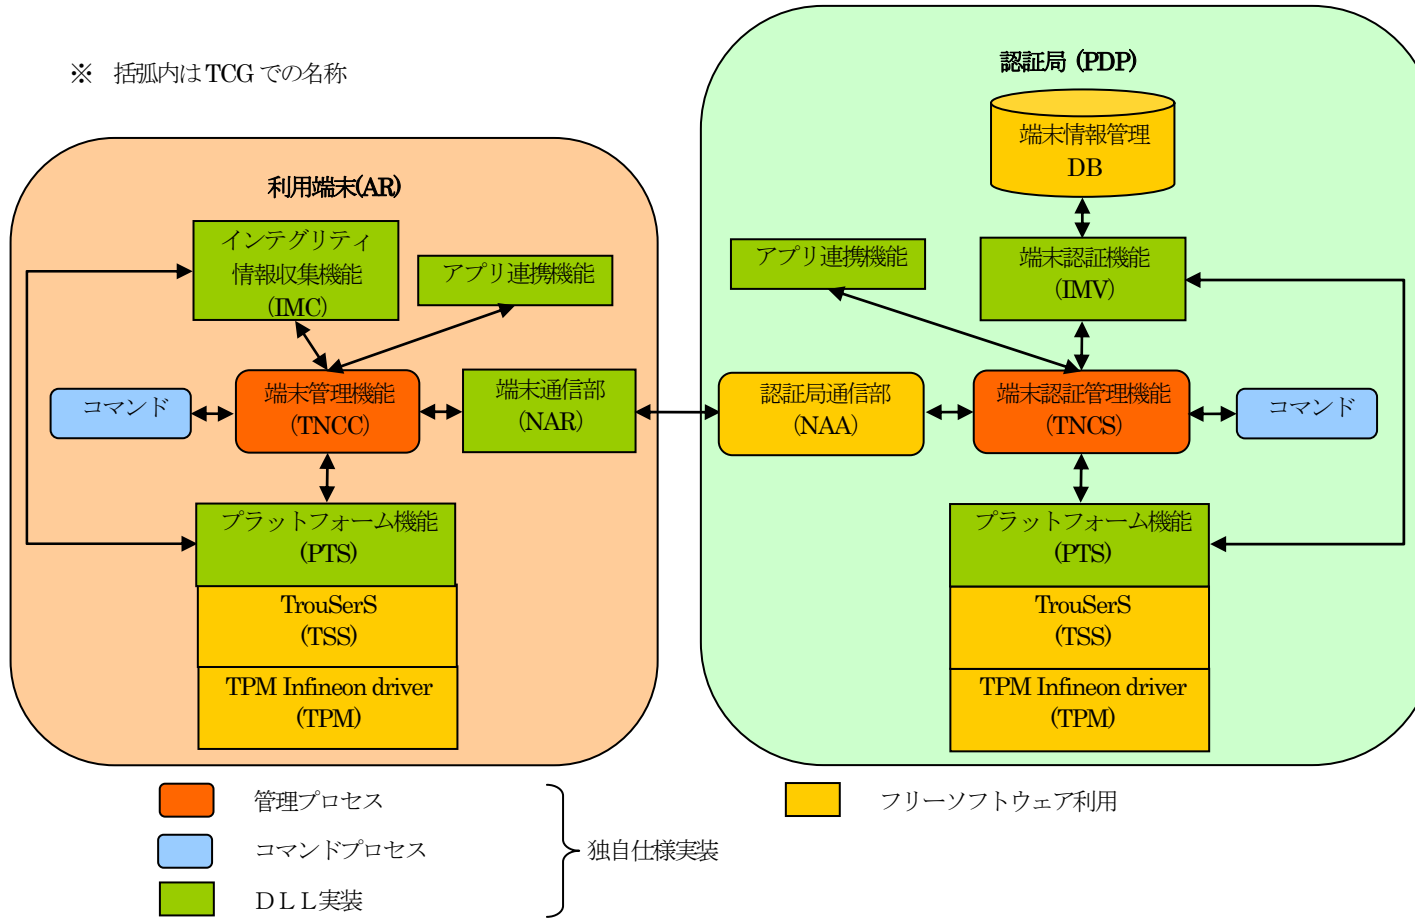 ※ 括弧内は TCG での名称
利用端末(AR)
インテグリティ
情報収集機能
(IMC)
アプリ連携機能
コマンド
端末管理機能
(TNCC)
端末通信部
(NAR)
プラットフォーム機能
(PTS)
TrouSerS
(TSS)
TPM Infineon driver
(TPM)
認証局 (PDP)
端末情報管理
DB
アプリ連携機能
端末認証機能
(IMV)
認証局通信部
(NAA)
端末認証管理機能
(TNCS)
コマンド
プラットフォーム機能
(PTS)
TrouSerS
(TSS)
TPM Infineon driver
(TPM)
管理プロセス
コマンドプロセス
ＤＬＬ実装
独自仕様実装
フリーソフトウェア利用